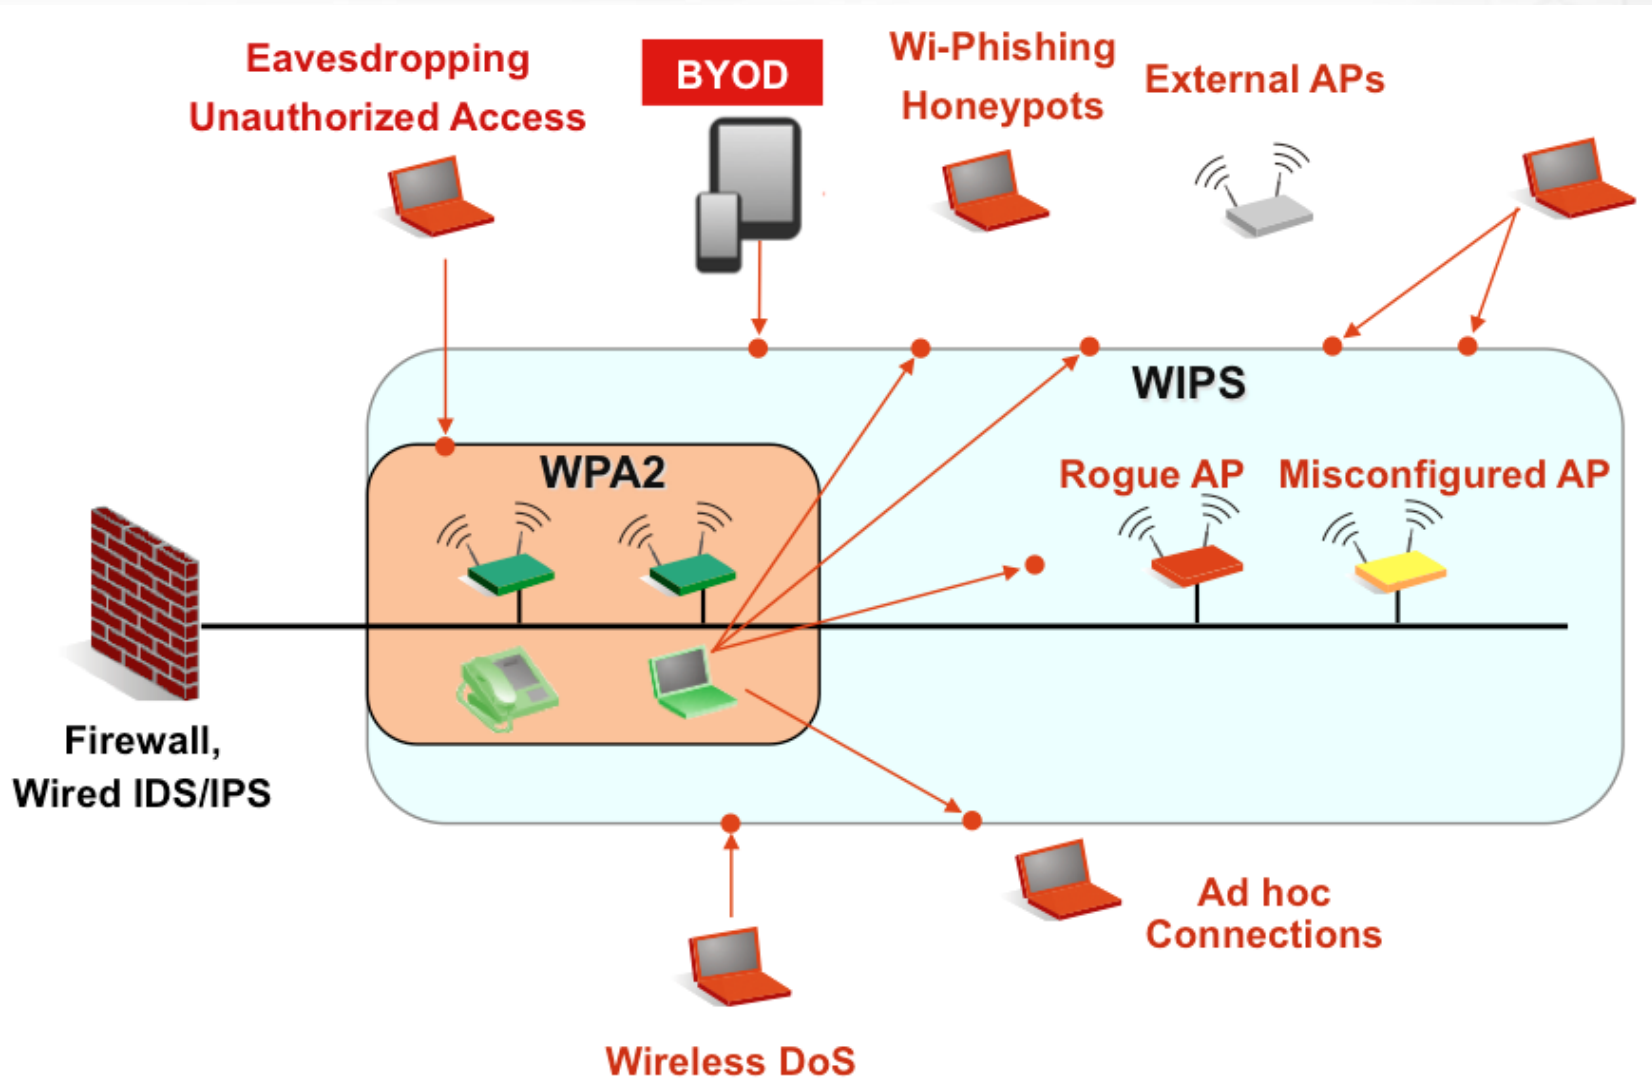 Eavesdropping
Unauthorized Access
BYOD
Wi-Phishing
Honeypots
External APs
WIPS
WPA2
Rogue AP
Misconfigured AP
Firewall,
Wired IDS/IPS
Ad hoc
Connections
Wireless DoS